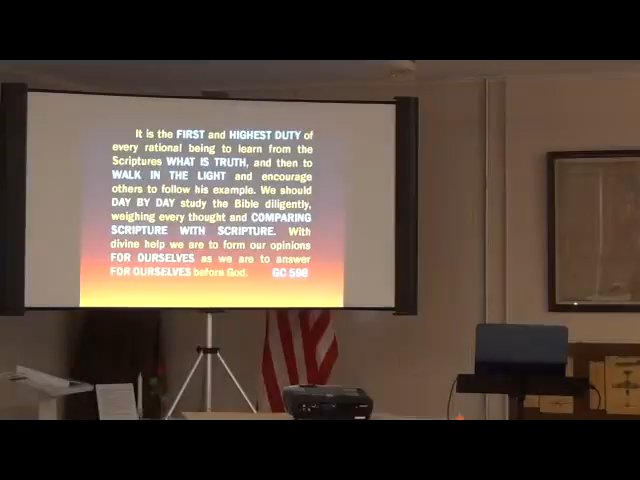 It is the FIRST and HIGHEST DUTY of
every rational being to learn from the
Scriptures WHAT IS TRUTH, and then to
WALK IN THE LIGHT and encourage
others to follow his example. We should
DAY BY DAY study the Bible diligently,
weighing every thought and COMPARING
SCRIPTURE WITH SCRIPTURE. With
divine help we are to form our opinions
FOR OURSELVES as we are to answer
FOR OURSELVES before God. GC 598